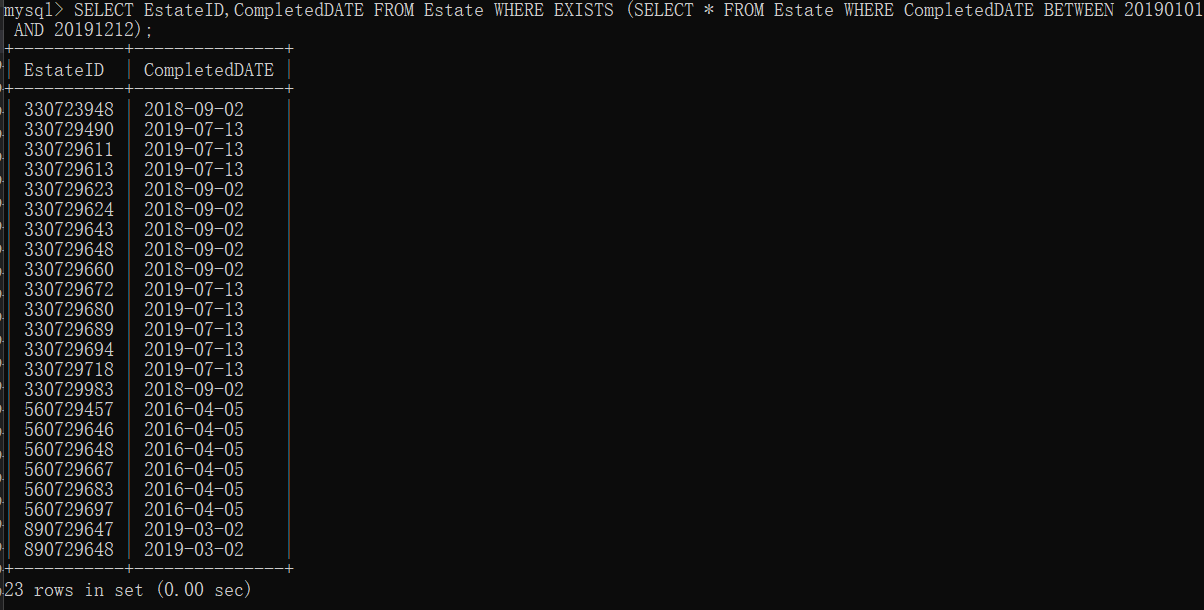 mysql> SELECT EstateID,CompletedDATE FROM Estate WHERE EXISTS (SELECT * FROM Estate WHERE CompletedDATE BETWEEN 20190101
AND 20191212);
+-----------+---------------+
| EstateID  | CompletedDATE |
+-----------+---------------+
| 330723948 | 2018-09-02    |
| 330729490 | 2019-07-13    |
| 330729611 | 2019-07-13    |
| 330729613 | 2019-07-13    |
| 330729623 | 2018-09-02    |
| 330729624 | 2018-09-02    |
| 330729643 | 2018-09-02    |
| 330729648 | 2018-09-02    |
| 330729660 | 2018-09-02    |
| 330729672 | 2019-07-13    |
| 330729680 | 2019-07-13    |
| 330729689 | 2019-07-13    |
| 330729694 | 2019-07-13    |
| 330729718 | 2019-07-13    |
| 330729983 | 2018-09-02    |
| 560729457 | 2016-04-05    |
| 560729646 | 2016-04-05    |
| 560729648 | 2016-04-05    |
| 560729667 | 2016-04-05    |
| 560729683 | 2016-04-05    |
| 560729697 | 2016-04-05    |
| 890729647 | 2019-03-02    |
| 890729648 | 2019-03-02    |
+-----------+---------------+
23 rows in set (0.00 sec)